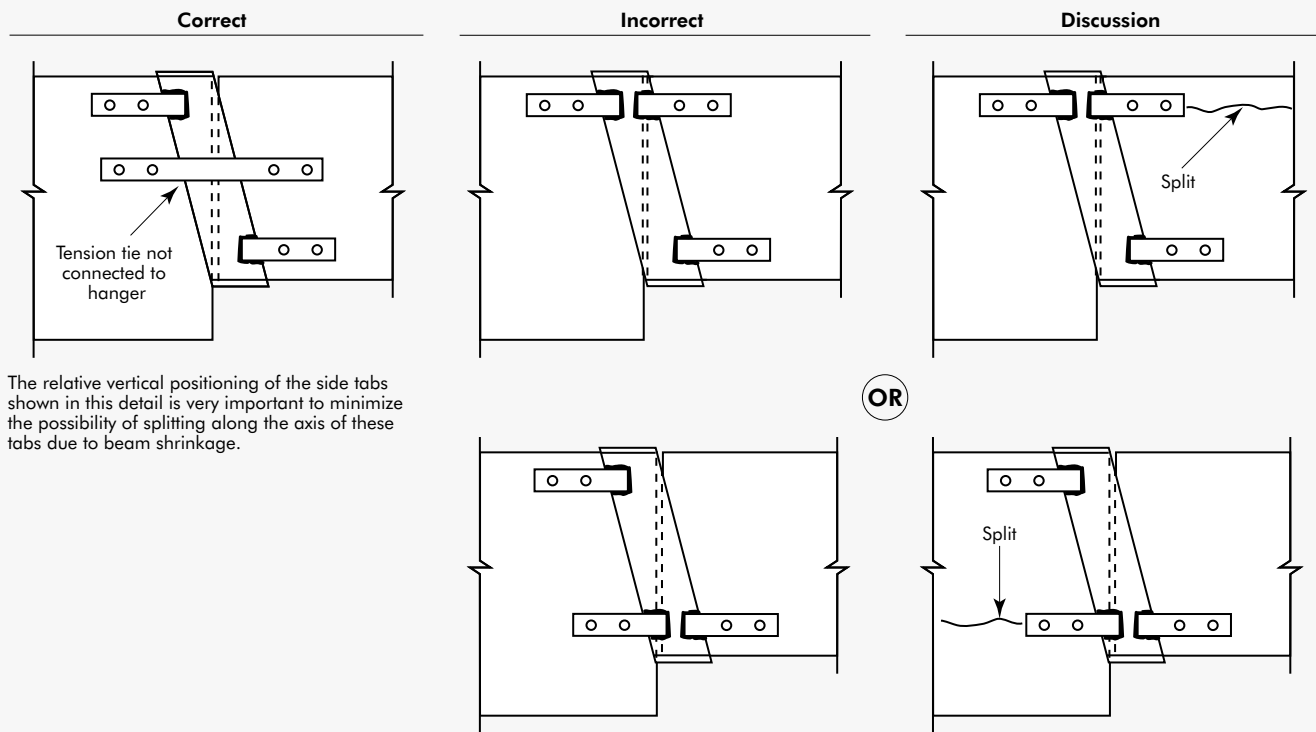 Correct
Incorrect
Discussion
Tension tie not
connected to
hanger
Split
The relative vertical positioning of the side tabs
shown in this detail is very important to minimize
the possibility of splitting along the axis of these
tabs due to beam shrinkage.
OR
Split